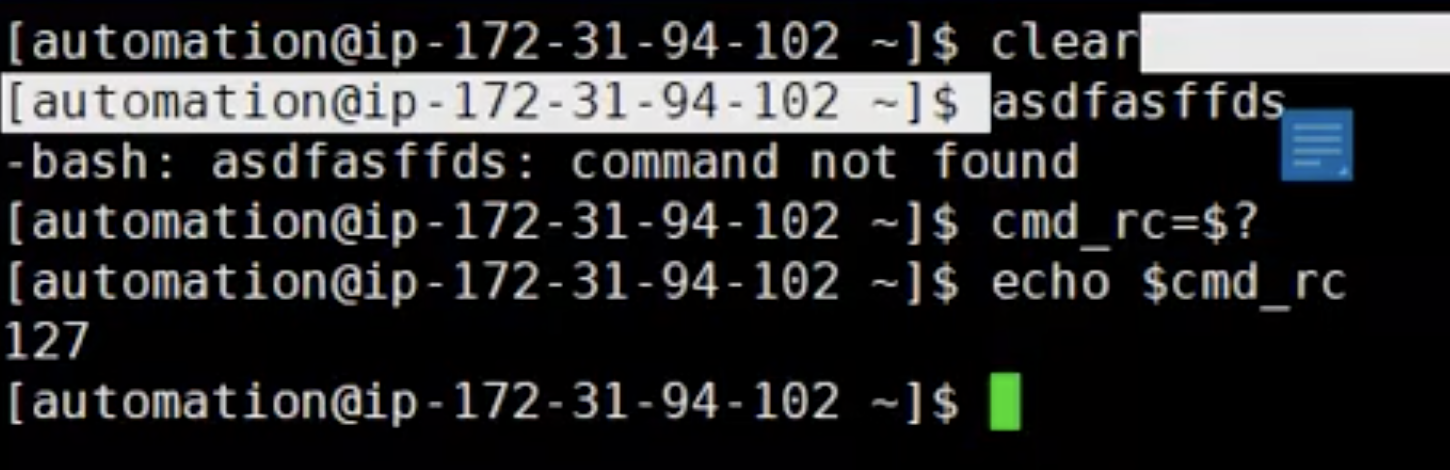 [automation@ip-172-31-94-102 ~]$ clear
[automation@ip-172-31-94-102 ~]$ asdfasffds
-bash: asdfasffds: command not found
[automation@ip-172-31-94-102 ~]$ cmd_rc=$?
[automation@ip-172-31-94-102 ~]$ echo $cmd_rc
127
[automation@ip-172-31-94-102 ~]$